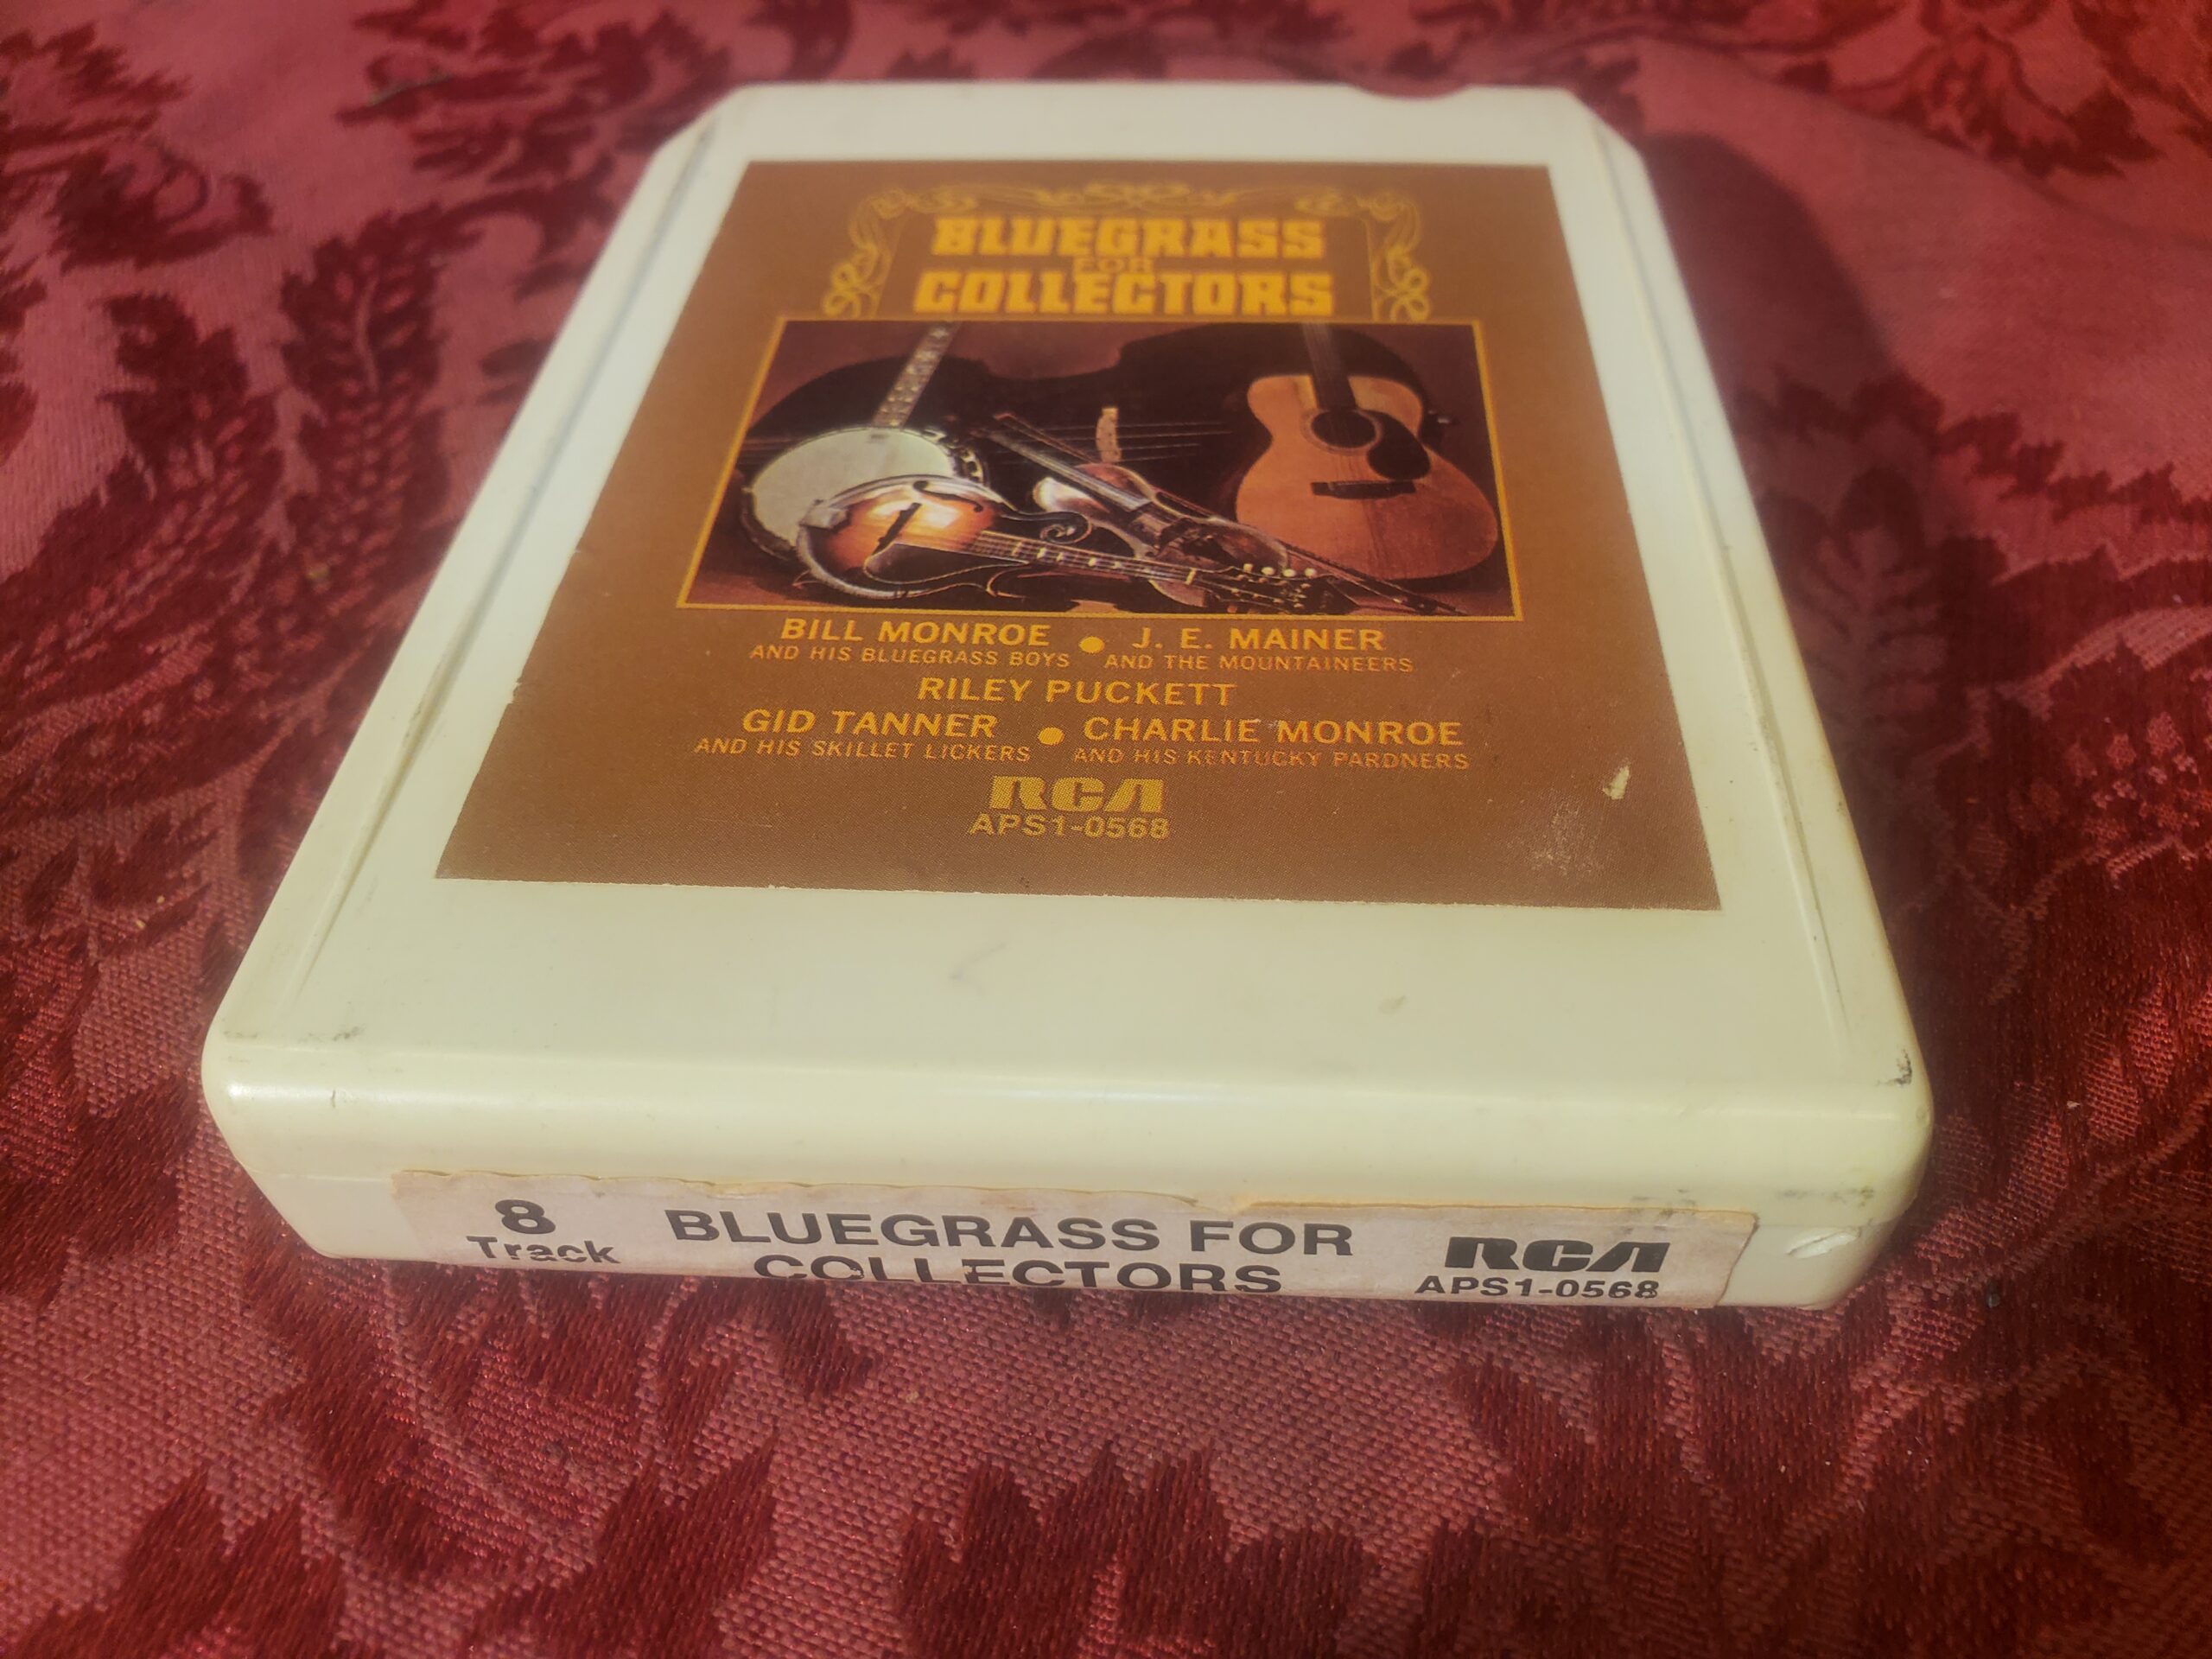 BLUEGRASS
FOR
COLLECTORS
BILL MONROE • J. E. MAINER
AND HIS BLUEGRASS BOYS AND THE MOUNTAINEERS
RILEY PUCKETT
GID TANNER • CHARLIE MONROE
AND HIS SKILLET LICKERS AND HIS KENTUCKY PARDNERS
RCA
APS1-0568
8
Track
BLUEGRASS FOR
COLLECTORS
RCA
APS1-0568